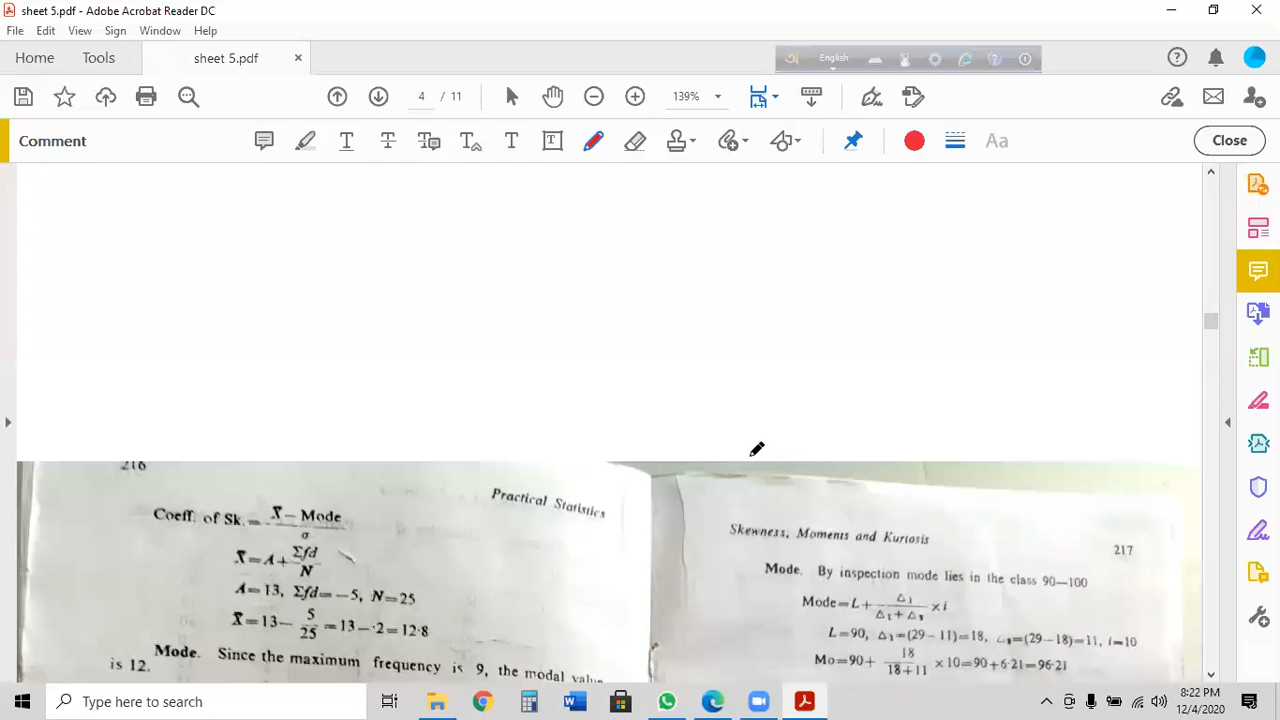 sheet 5.pdf - Adobe Acrobat Reader DC
File Edit View Sign Window Help
Home Tools sheet 5.pdf ×
English
4 / 11 139%
Comment
Close
216
Practical Statistics
Coeff. of Sk. = X̄ − Mode / σ
X̄ = A + Σfd / N
A = 13, Σfd = −5, N = 25
X̄ = 13 − 5/25 = 13 − ·2 = 12·8
Mode. Since the maximum frequency is 9, the modal value
is 12.
Skewness, Moments and Kurtosis
217
Mode. By inspection mode lies in the class 90—100
Mode = L + Δ₁ / Δ₁ + Δ₂ × i
L = 90, Δ₁ = (29 − 11) = 18, Δ₂ = (29 − 18) = 11, i = 10
Mo = 90 + 18 / 18 + 11 × 10 = 90 + 6·21 = 96·21
Type here to search
8:22 PM
12/4/2020